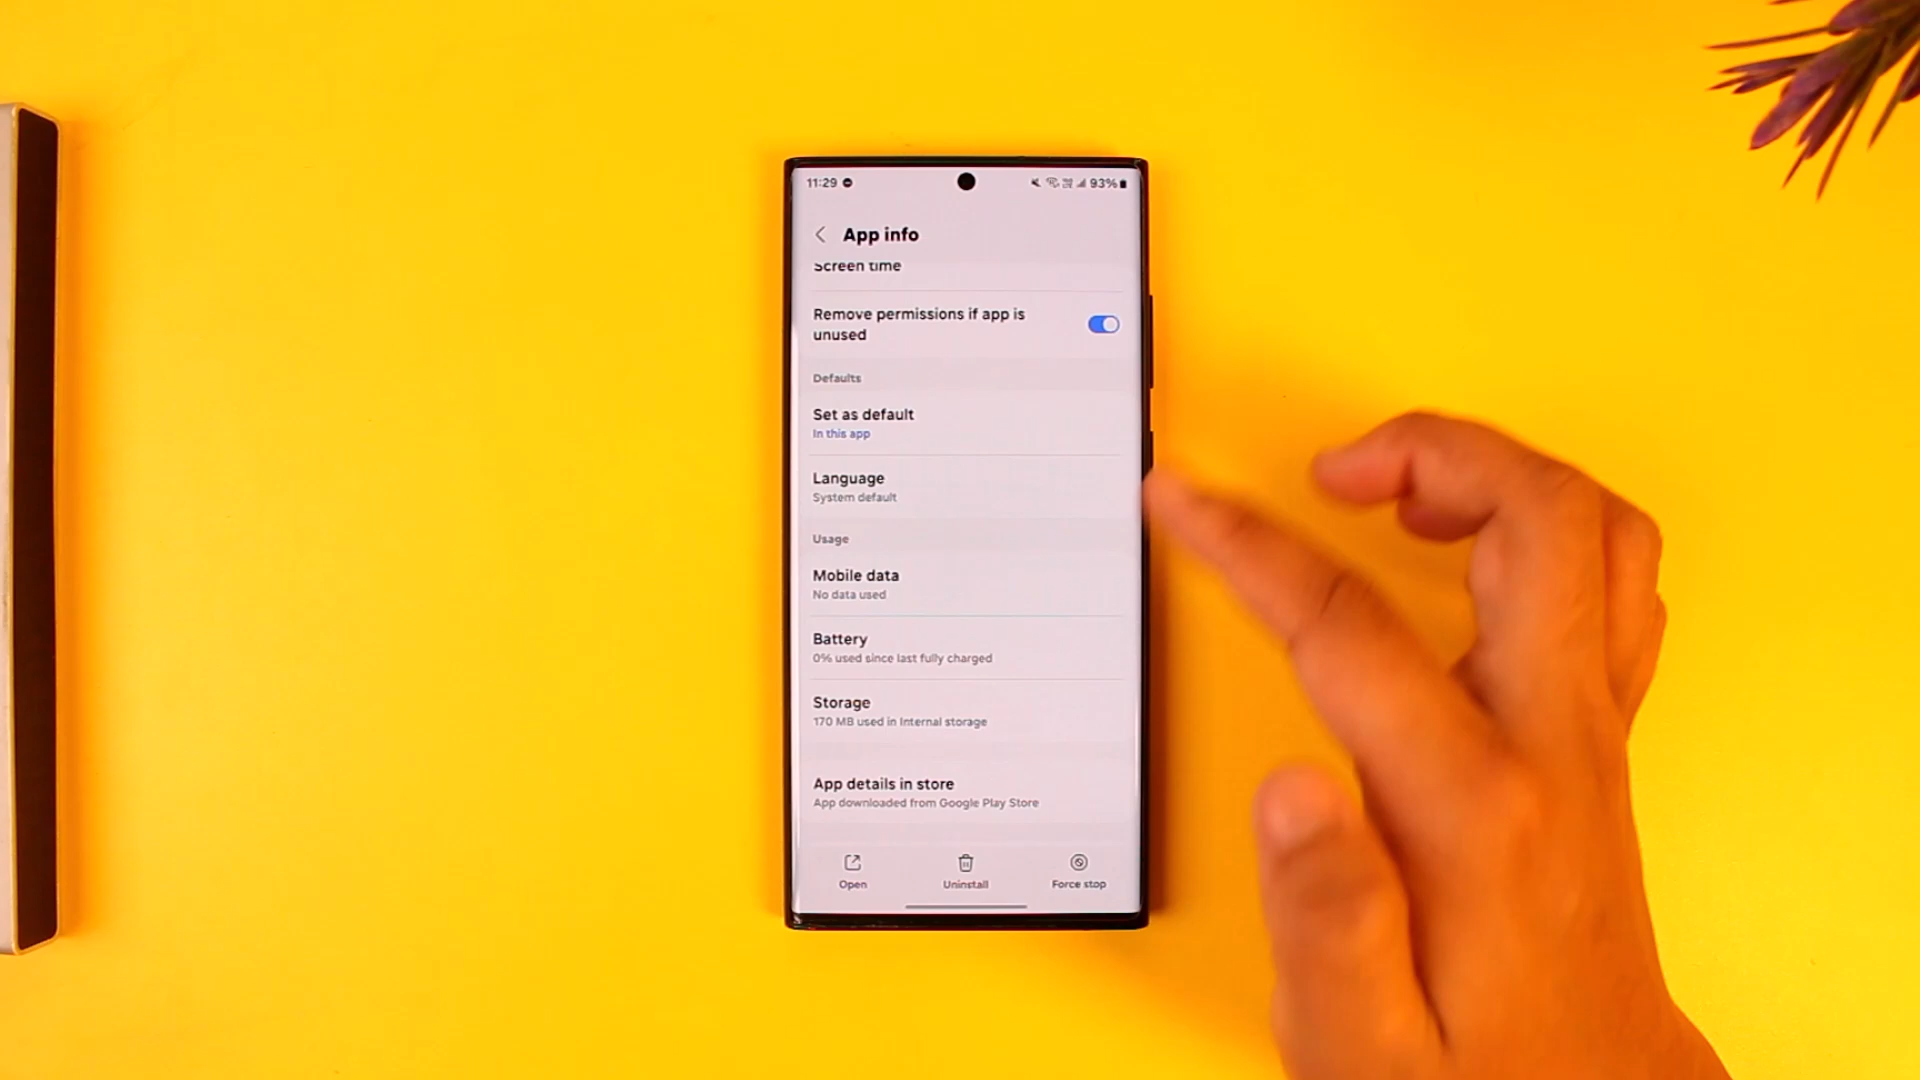 11:29
93%
App info
Screen time
Remove permissions if app is
unused
Defaults
Set as default
In this app
Language
System default
Usage
Mobile data
No data used
Battery
0% used since last fully charged
Storage
170 MB used in Internal storage
App details in store
App downloaded from Google Play Store
Open
Uninstall
Force stop